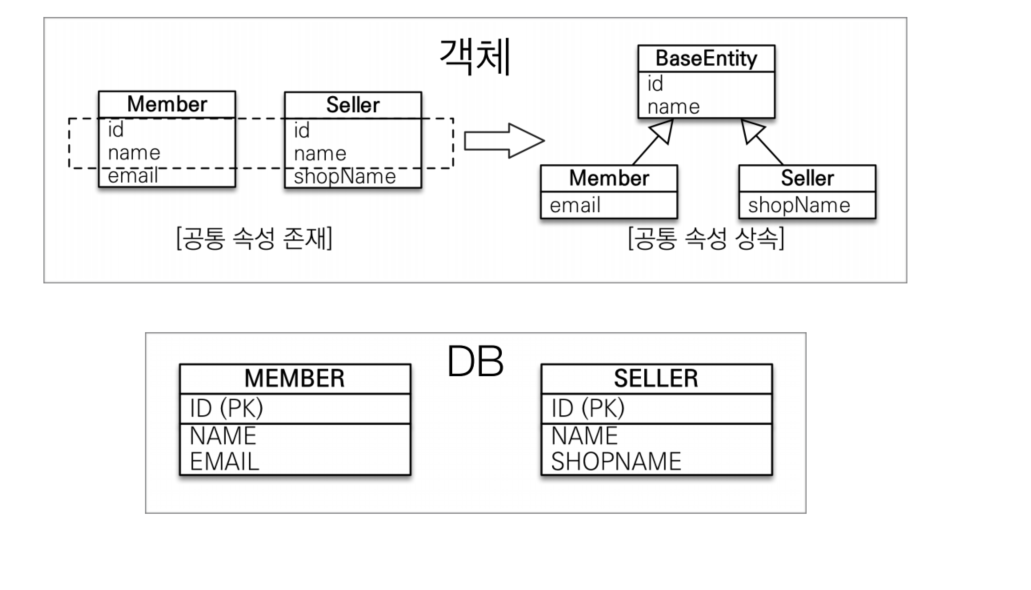 객체
Member
id
name
email
Seller
id
name
shopName
[공통 속성 존재]
BaseEntity
id
name
Member
email
Seller
shopName
[공통 속성 상속]
DB
MEMBER
ID (PK)
NAME
EMAIL
SELLER
ID (PK)
NAME
SHOPNAME